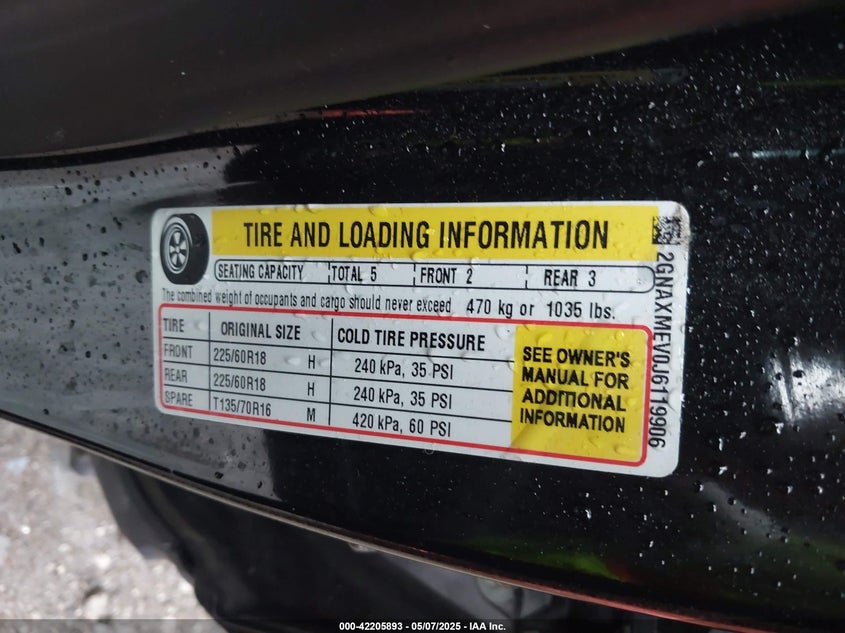 TIRE AND LOADING INFORMATION
SEATING CAPACITY TOTAL 5 FRONT 2 REAR 3
The combined weight of occupants and cargo should never exceed 470 kg or 1035 lbs.
TIRE ORIGINAL SIZE COLD TIRE PRESSURE
FRONT 225/60R18 H 240 kPa, 35 PSI
REAR 225/60R18 H 240 kPa, 35 PSI
SPARE T135/70R16 M 420 kPa, 60 PSI
SEE OWNER'S
MANUAL FOR
ADDITIONAL
INFORMATION
2GNAXMEV0J6119906
000-42205893 - 05/07/2025 - IAA Inc.